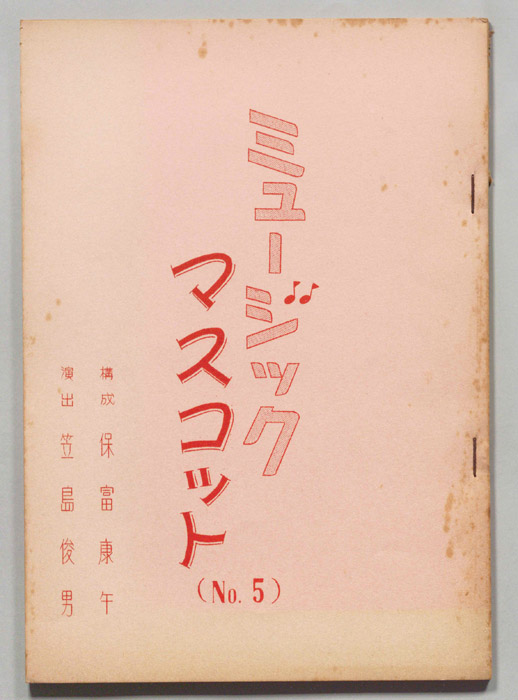 ミュージック
マスコット
(No. 5)
構成 保富康午
演出 笠島俊男